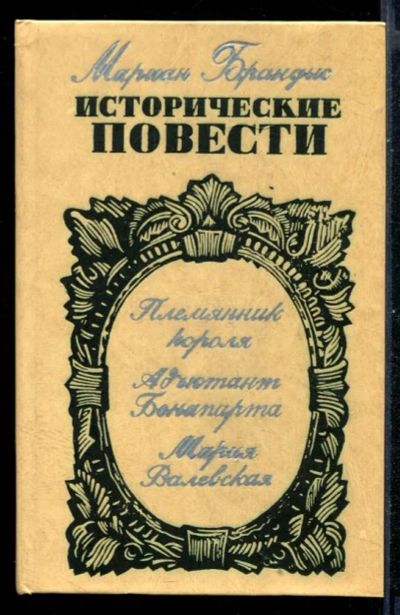 Мариан Брандыс
ИСТОРИЧЕСКИЕ
ПОВЕСТИ
Племянник
короля
Адъютант
Бонапарта
Мария
Валевская